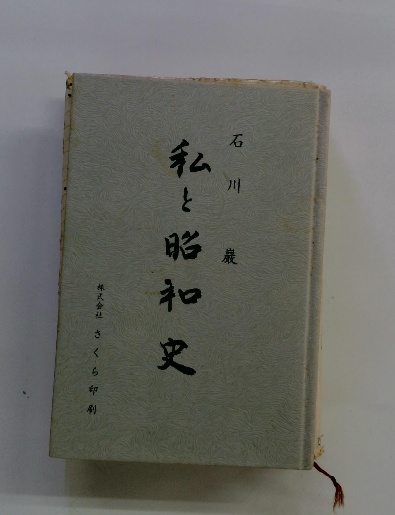 石川 巖
私と昭和史
株式会社 さくら印刷